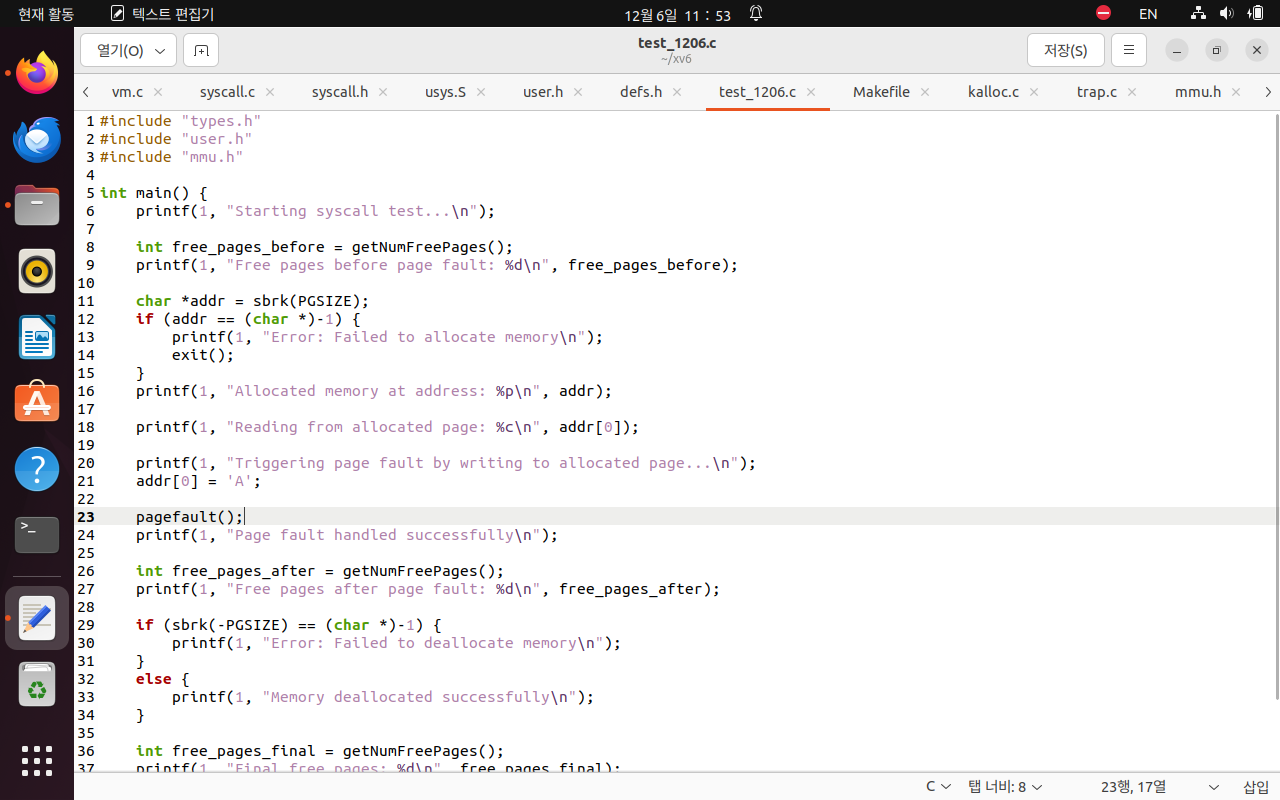 현재 활동 텍스트 편집기 12월 6일 11 : 53 EN
열기(O) test_1206.c 저장(S)
~/xv6
vm.c syscall.c syscall.h usys.S user.h defs.h test_1206.c Makefile kalloc.c trap.c mmu.h
1 #include "types.h"
2 #include "user.h"
3 #include "mmu.h"
4
5 int main() {
6     printf(1, "Starting syscall test...\n");
7
8     int free_pages_before = getNumFreePages();
9     printf(1, "Free pages before page fault: %d\n", free_pages_before);
10
11     char *addr = sbrk(PGSIZE);
12     if (addr == (char *)-1) {
13         printf(1, "Error: Failed to allocate memory\n");
14         exit();
15     }
16     printf(1, "Allocated memory at address: %p\n", addr);
17
18     printf(1, "Reading from allocated page: %c\n", addr[0]);
19
20     printf(1, "Triggering page fault by writing to allocated page...\n");
21     addr[0] = 'A';
22
23     pagefault();
24     printf(1, "Page fault handled successfully\n");
25
26     int free_pages_after = getNumFreePages();
27     printf(1, "Free pages after page fault: %d\n", free_pages_after);
28
29     if (sbrk(-PGSIZE) == (char *)-1) {
30         printf(1, "Error: Failed to deallocate memory\n");
31     }
32     else {
33         printf(1, "Memory deallocated successfully\n");
34     }
35
36     int free_pages_final = getNumFreePages();
37     printf(1, "Final free pages: %d\n", free_pages_final);
C 탭 너비: 8 23행, 17열 삽입